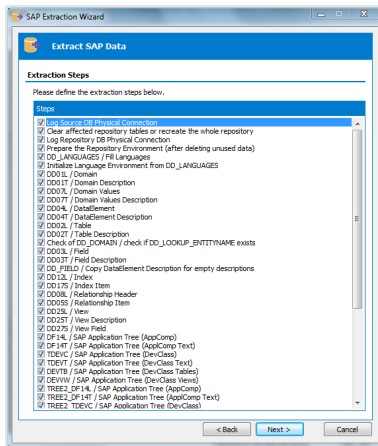 SAP Extraction Wizard
Extract SAP Data
Extraction Steps
Please define the extraction steps below.
Steps
Log Source DB Physical Connection
Clear affected repository tables or recreate the whole repository
Log Repository DB Physical Connection
Prepare the Repository Environment (after deleting unused data)
DD_LANGUAGES / Fill Languages
Initialize Language Environment from DD_LANGUAGES
DD01L / Domain
DD01T / Domain Description
DD07L / Domain Values
DD07T / Domain Values Description
DD04L / DataElement
DD04T / DataElement Description
DD02L / Table
DD02T / Table Description
Check of DD_DOMAIN / check if DD_LOOKUP_ENTITYNAME exists
DD03L / Field
DD03T / Field Description
DD_FIELD / Copy DataElement Description for empty descriptions
DD12L / Index
DD17S / Index Item
DD08L / Relationship Header
DD05S / Relationship Item
DD25L / View
DD25T / View Description
DD27S / View Field
DF14L / SAP Application Tree (AppComp)
DF14T / SAP Application Tree (AppComp Text)
TDEVC / SAP Application Tree (DevClass)
TDEVT / SAP Application Tree (DevClass Text)
DEVTB / SAP Application Tree (DevClass Tables)
DEVVW / SAP Application Tree (DevClass Views)
TREE2_DF14L / SAP Application Tree (AppComp)
TREE2_DF14T / SAP Application Tree (AppComp Text)
TREE2_TDEVC / SAP Application Tree (DevClass)
< Back
Next >
Cancel